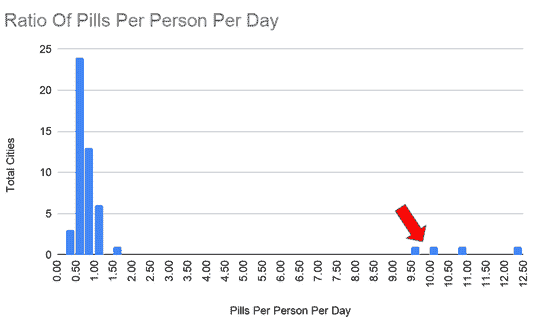 Ratio Of Pills Per Person Per Day
25
20
15
10
5
0
Total Cities
0.00 0.50 1.00 1.50 2.00 2.50 3.00 3.50 4.00 4.50 5.00 5.50 6.00 6.50 7.00 7.50 8.00 8.50 9.00 9.50 10.00 10.50 11.00 11.50 12.00 12.50
Pills Per Person Per Day